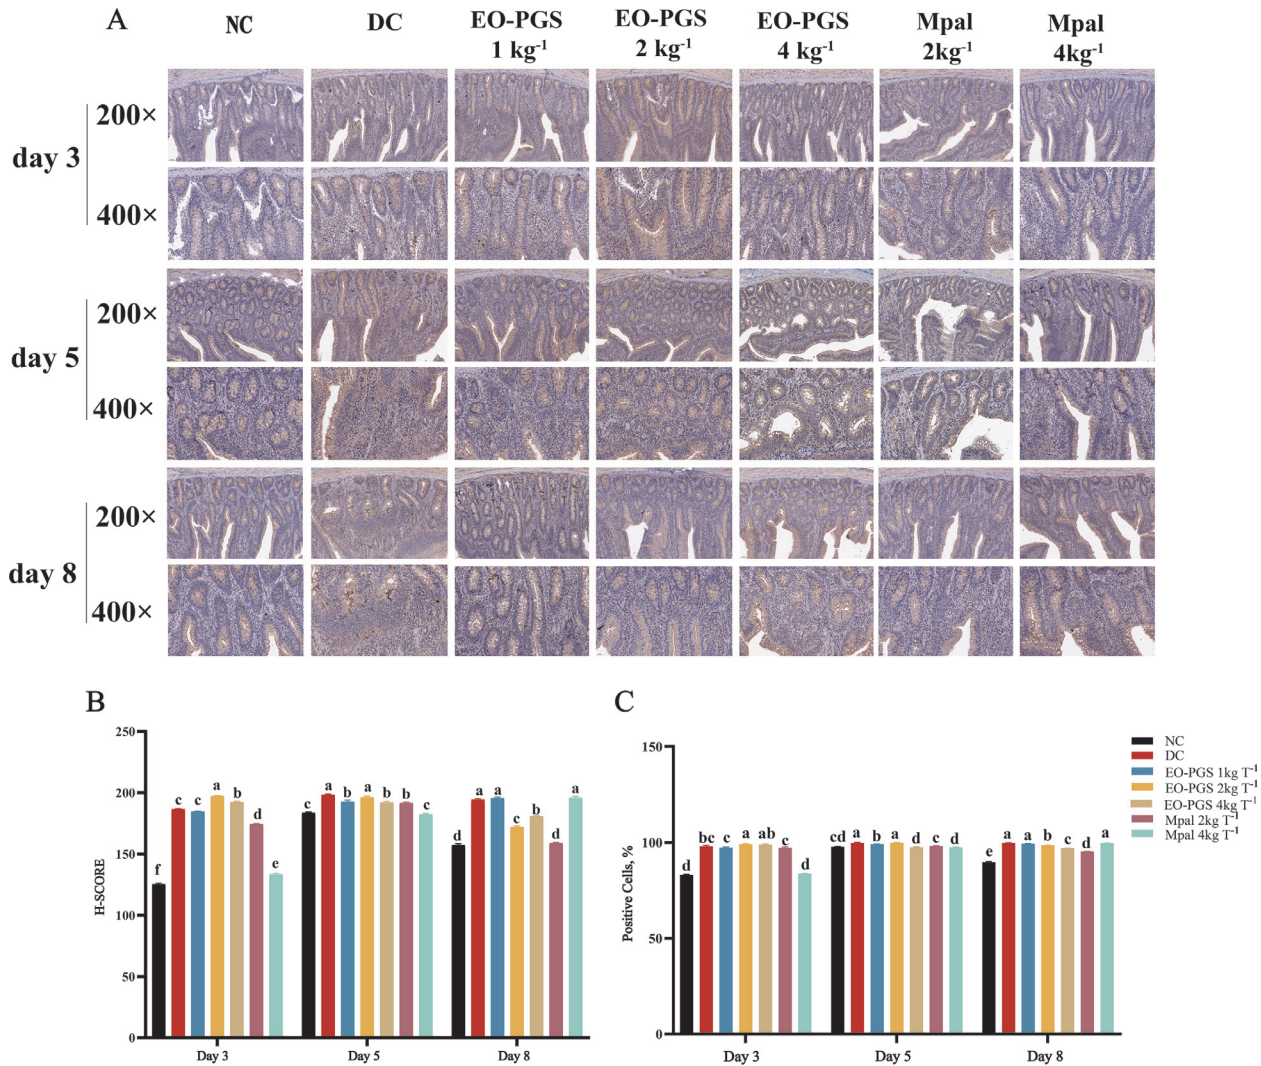 A
NC
DC
EO-PGS
1 kg⁻¹
EO-PGS
2 kg⁻¹
EO-PGS
4 kg⁻¹
Mpal
2kg⁻¹
Mpal
4kg⁻¹
day 3
200×
400×
day 5
200×
400×
day 8
200×
400×
B
H-SCORE
250
200
150
100
50
0
f c c a b d e
c a b a b b c
d a a c b d a
Day 3
Day 5
Day 8
C
Positive Cells, %
150
100
50
0
d bc c a ab c d
cd a b a d c d
d a a b c d a
Day 3
Day 5
Day 8
NC
DC
EO-PGS 1kg T⁻¹
EO-PGS 2kg T⁻¹
EO-PGS 4kg T⁻¹
Mpal 2kg T⁻¹
Mpal 4kg T⁻¹